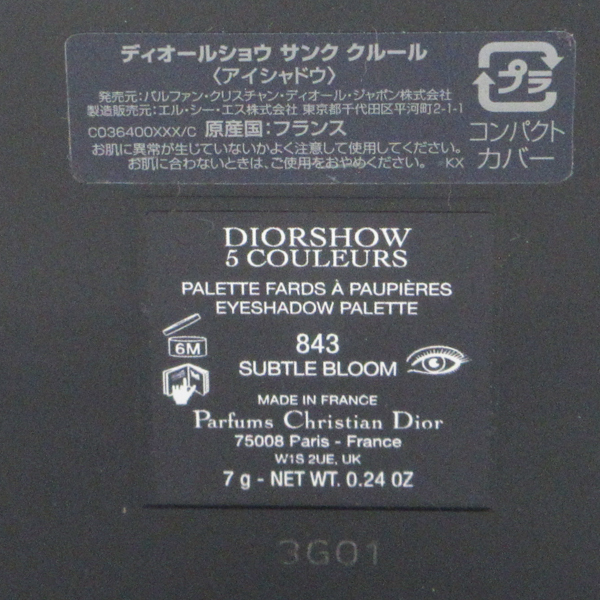 ディオールショウ サンク クルール
〈アイシャドウ〉
発売元:パルファン・クリスチャン・ディオール・ジャポン株式会社
製造販売元:エル・シー・エス株式会社 東京都千代田区平河町2-1-1
C036400XXX/C 原産国:フランス
お肌に異常が生じていないかよく注意して使用してください。
お肌に合わないときは、ご使用をおやめください。 KX
プラ
コンパクト
カバー
DIORSHOW
5 COULEURS
PALETTE FARDS À PAUPIÈRES
EYESHADOW PALETTE
6M
843
SUBTLE BLOOM
MADE IN FRANCE
Parfums Christian Dior
75008 Paris - France
W1S 2UE, UK
7 g - NET WT. 0.24 OZ
3G01